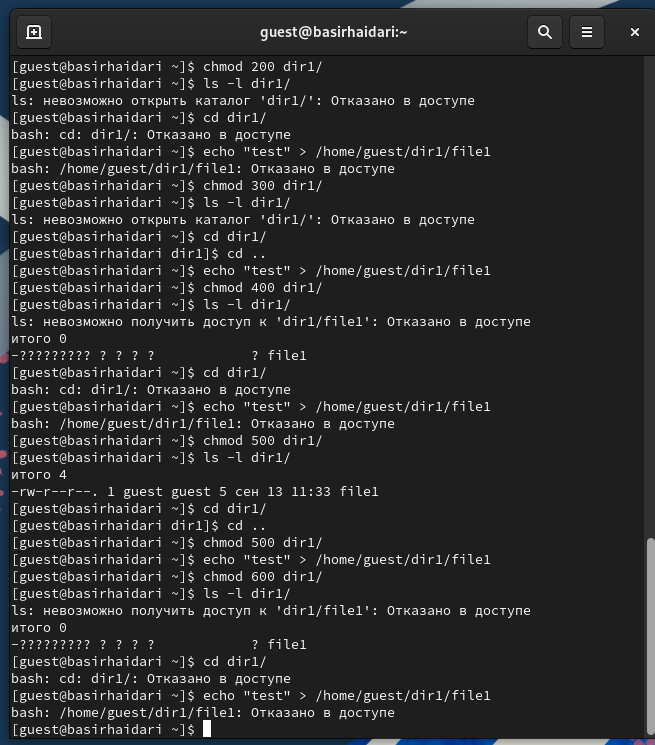 guest@basirhaidari:~
[guest@basirhaidari ~]$ chmod 200 dir1/
[guest@basirhaidari ~]$ ls -l dir1/
ls: невозможно открыть каталог 'dir1/': Отказано в доступе
[guest@basirhaidari ~]$ cd dir1/
bash: cd: dir1/: Отказано в доступе
[guest@basirhaidari ~]$ echo "test" > /home/guest/dir1/file1
bash: /home/guest/dir1/file1: Отказано в доступе
[guest@basirhaidari ~]$ chmod 300 dir1/
[guest@basirhaidari ~]$ ls -l dir1/
ls: невозможно открыть каталог 'dir1/': Отказано в доступе
[guest@basirhaidari ~]$ cd dir1/
[guest@basirhaidari dir1]$ cd ..
[guest@basirhaidari ~]$ echo "test" > /home/guest/dir1/file1
[guest@basirhaidari ~]$ chmod 400 dir1/
[guest@basirhaidari ~]$ ls -l dir1/
ls: невозможно получить доступ к 'dir1/file1': Отказано в доступе
итого 0
-????????? ? ? ? ?            ? file1
[guest@basirhaidari ~]$ cd dir1/
bash: cd: dir1/: Отказано в доступе
[guest@basirhaidari ~]$ echo "test" > /home/guest/dir1/file1
bash: /home/guest/dir1/file1: Отказано в доступе
[guest@basirhaidari ~]$ chmod 500 dir1/
[guest@basirhaidari ~]$ ls -l dir1/
итого 4
-rw-r--r--. 1 guest guest 5 сен 13 11:33 file1
[guest@basirhaidari ~]$ cd dir1/
[guest@basirhaidari dir1]$ cd ..
[guest@basirhaidari ~]$ chmod 500 dir1/
[guest@basirhaidari ~]$ echo "test" > /home/guest/dir1/file1
[guest@basirhaidari ~]$ chmod 600 dir1/
[guest@basirhaidari ~]$ ls -l dir1/
ls: невозможно получить доступ к 'dir1/file1': Отказано в доступе
итого 0
-????????? ? ? ? ?            ? file1
[guest@basirhaidari ~]$ cd dir1/
bash: cd: dir1/: Отказано в доступе
[guest@basirhaidari ~]$ echo "test" > /home/guest/dir1/file1
bash: /home/guest/dir1/file1: Отказано в доступе
[guest@basirhaidari ~]$